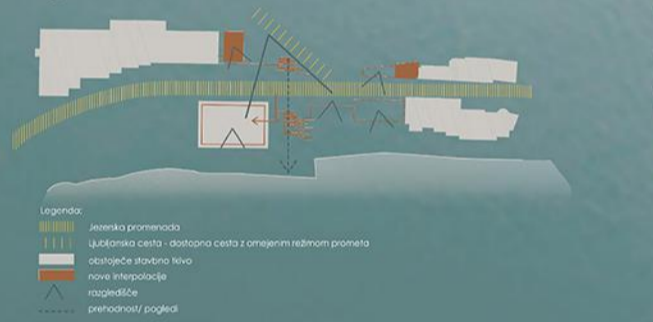 Legenda:
Jezerska promenada
Ljubljanska cesta - dostopna cesta z omejenim režimom prometa
obstoječe stavbno tkivo
nove interpolacije
razgledišče
prehodnost/ pogledi